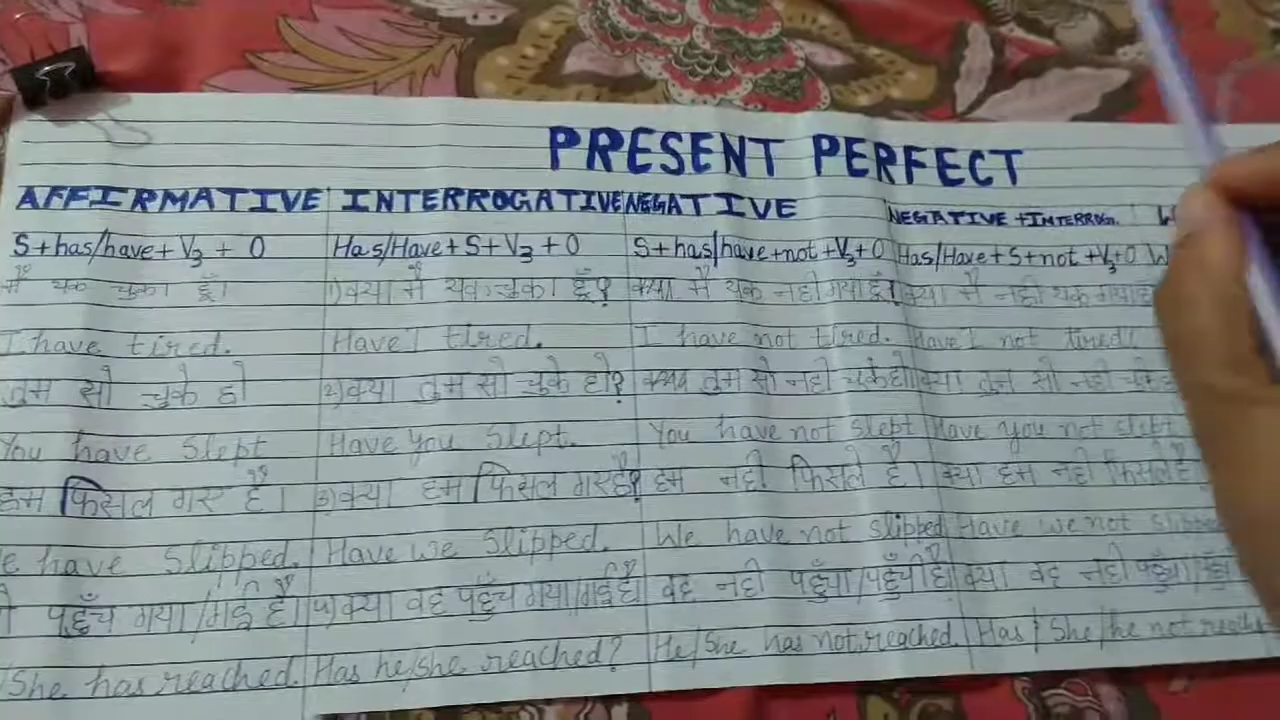 PRESENT PERFECT
AFFIRMATIVE INTERROGATIVE NEGATIVE NEGATIVE +INTERROGN.
S+has/have+V3 + O Has/Have+S+V3+O S+has/have+not+V3+O Has/Have+S+not+V3+O
मैं थक चुका हूँ। 1)क्या मैं थक चुका हूँ? मैं थक नही गया हूँ। क्या मैं नही थक गया
I have tired. Have I tired. I have not tired. Have I not tired?
तुम सो चुके हो 2)क्या तुम सो चुके हो? तुम सो नही चुके हो क्या तुम सो नही चुके
You have Slept Have you Slept. You have not slept Have you not slept
हम फिसल गए हैं। 3)क्या हम फिसल गए हैं? हम नही फिसले हैं। क्या हम नही फिसले हैं
have Slipped. Have we Slipped. We have not slipped Have we not slipped
पहुँच गया/गई है। 4)क्या वह पहुँच गया/गई है वह नही पहुँचा/पहुँची है। क्या वह नही पहुँचा
She has reached. Has he/she reached? He/She has not reached. Has She/he not